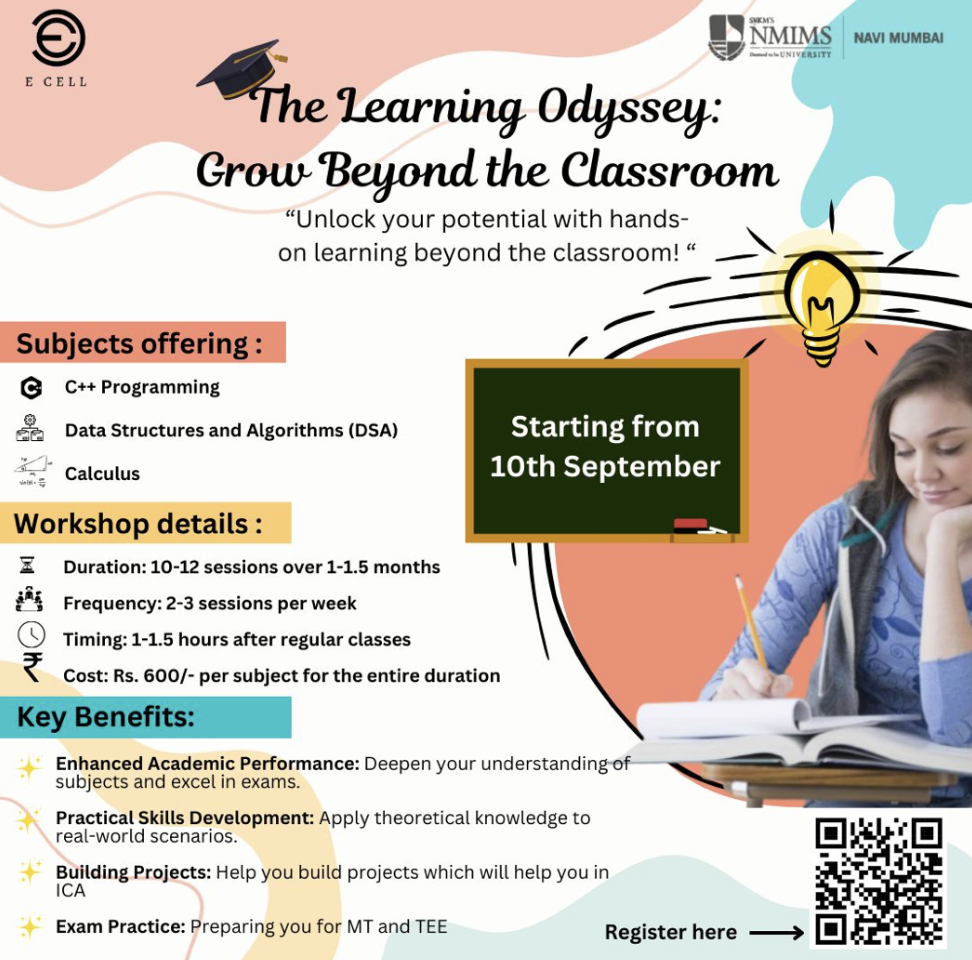 E CELL
SVKM'S
NMIMS
Deemed to be UNIVERSITY
NAVI MUMBAI
The Learning Odyssey:
Grow Beyond the Classroom
“Unlock your potential with hands-
on learning beyond the classroom! “
Subjects offering :
C++ Programming
Data Structures and Algorithms (DSA)
Calculus
Starting from
10th September
Workshop details :
Duration: 10-12 sessions over 1-1.5 months
Frequency: 2-3 sessions per week
Timing: 1-1.5 hours after regular classes
₹
Cost: Rs. 600/- per subject for the entire duration
Key Benefits:
Enhanced Academic Performance: Deepen your understanding of
subjects and excel in exams.
Practical Skills Development: Apply theoretical knowledge to
real-world scenarios.
Building Projects: Help you build projects which will help you in
ICA
Exam Practice: Preparing you for MT and TEE
Register here